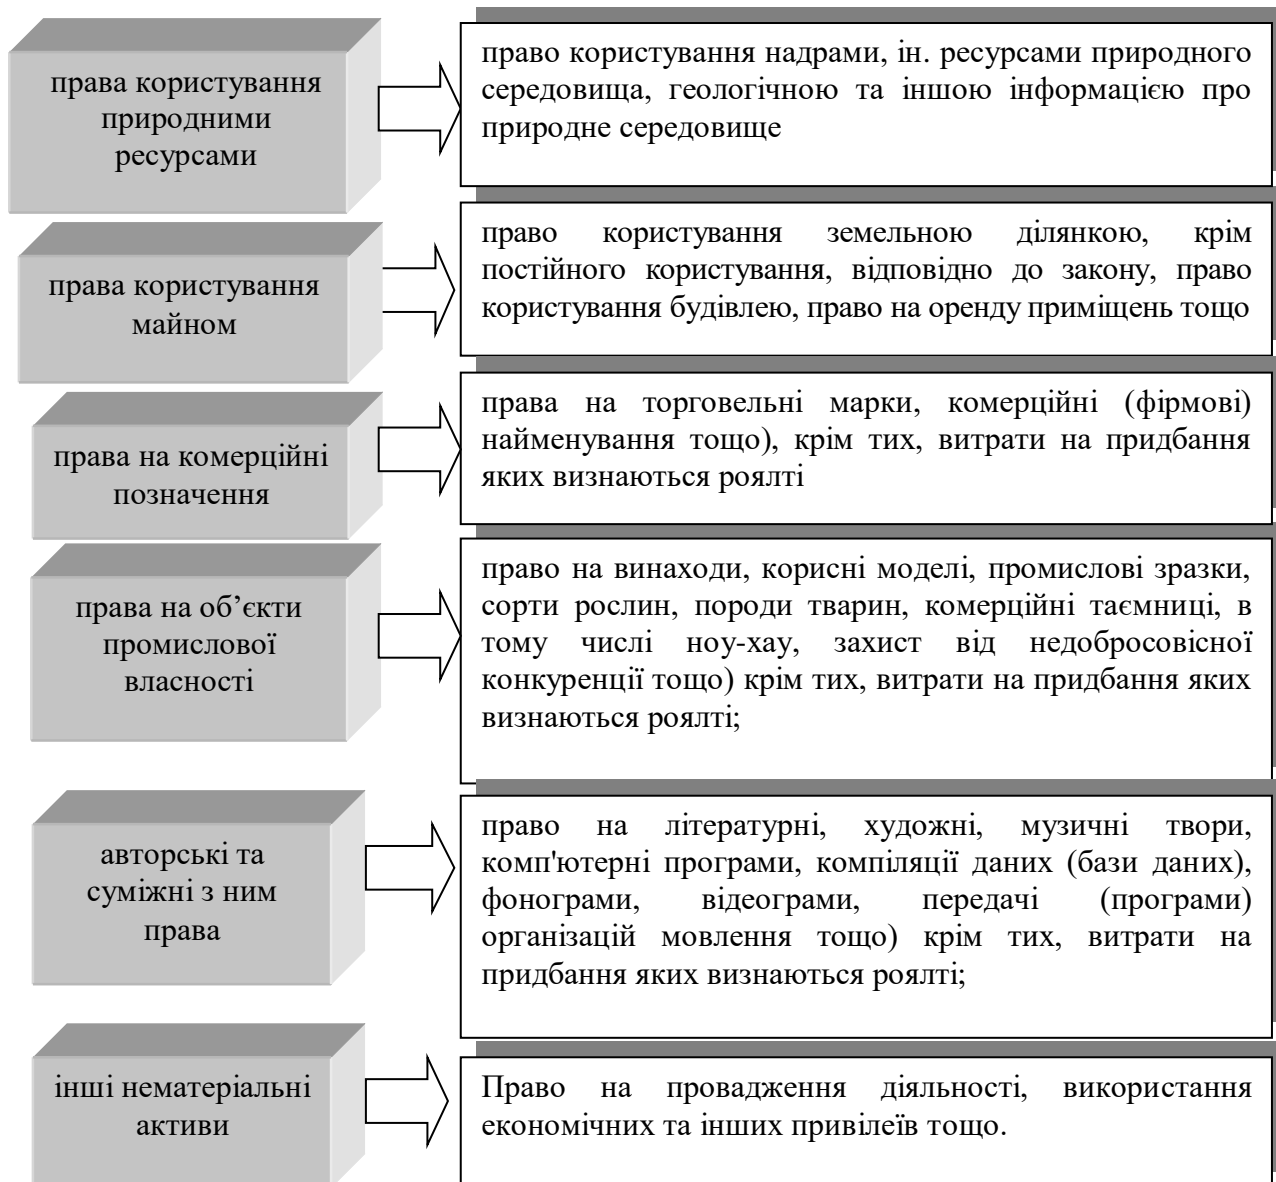 права користування
природними
ресурсами
право користування надрами, ін. ресурсами природного
середовища, геологічною та іншою інформацією про
природне середовище
права користування
майном
право користування земельною ділянкою, крім
постійного користування, відповідно до закону, право
користування будівлею, право на оренду приміщень тощо
права на комерційні
позначення
права на торговельні марки, комерційні (фірмові)
найменування тощо), крім тих, витрати на придбання
яких визнаються роялті
права на об’єкти
промислової
власності
право на винаходи, корисні моделі, промислові зразки,
сорти рослин, породи тварин, комерційні таємниці, в
тому числі ноу-хау, захист від недобросовісної
конкуренції тощо) крім тих, витрати на придбання яких
визнаються роялті;
авторські та
суміжні з ним
права
право на літературні, художні, музичні твори,
комп'ютерні програми, компіляції даних (бази даних),
фонограми, відеограми, передачі (програми)
організацій мовлення тощо) крім тих, витрати на
придбання яких визнаються роялті;
інші нематеріальні
активи
Право на провадження діяльності, використання
економічних та інших привілеїв тощо.